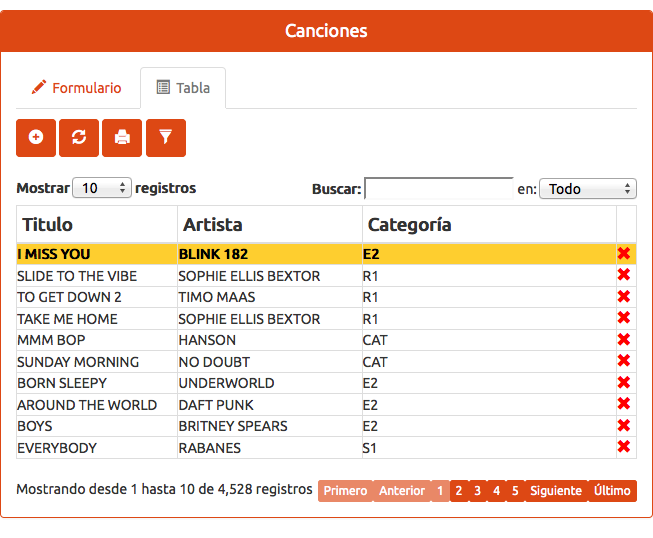 Canciones
Formulario Tabla
Mostrar 10 registros Buscar: en: Todo
Titulo Artista Categoría
I MISS YOU BLINK 182 E2
SLIDE TO THE VIBE SOPHIE ELLIS BEXTOR R1
TO GET DOWN 2 TIMO MAAS R1
TAKE ME HOME SOPHIE ELLIS BEXTOR R1
MMM BOP HANSON CAT
SUNDAY MORNING NO DOUBT CAT
BORN SLEEPY UNDERWORLD E2
AROUND THE WORLD DAFT PUNK E2
BOYS BRITNEY SPEARS E2
EVERYBODY RABANES S1
Mostrando desde 1 hasta 10 de 4,528 registros Primero Anterior 1 2 3 4 5 Siguiente Último